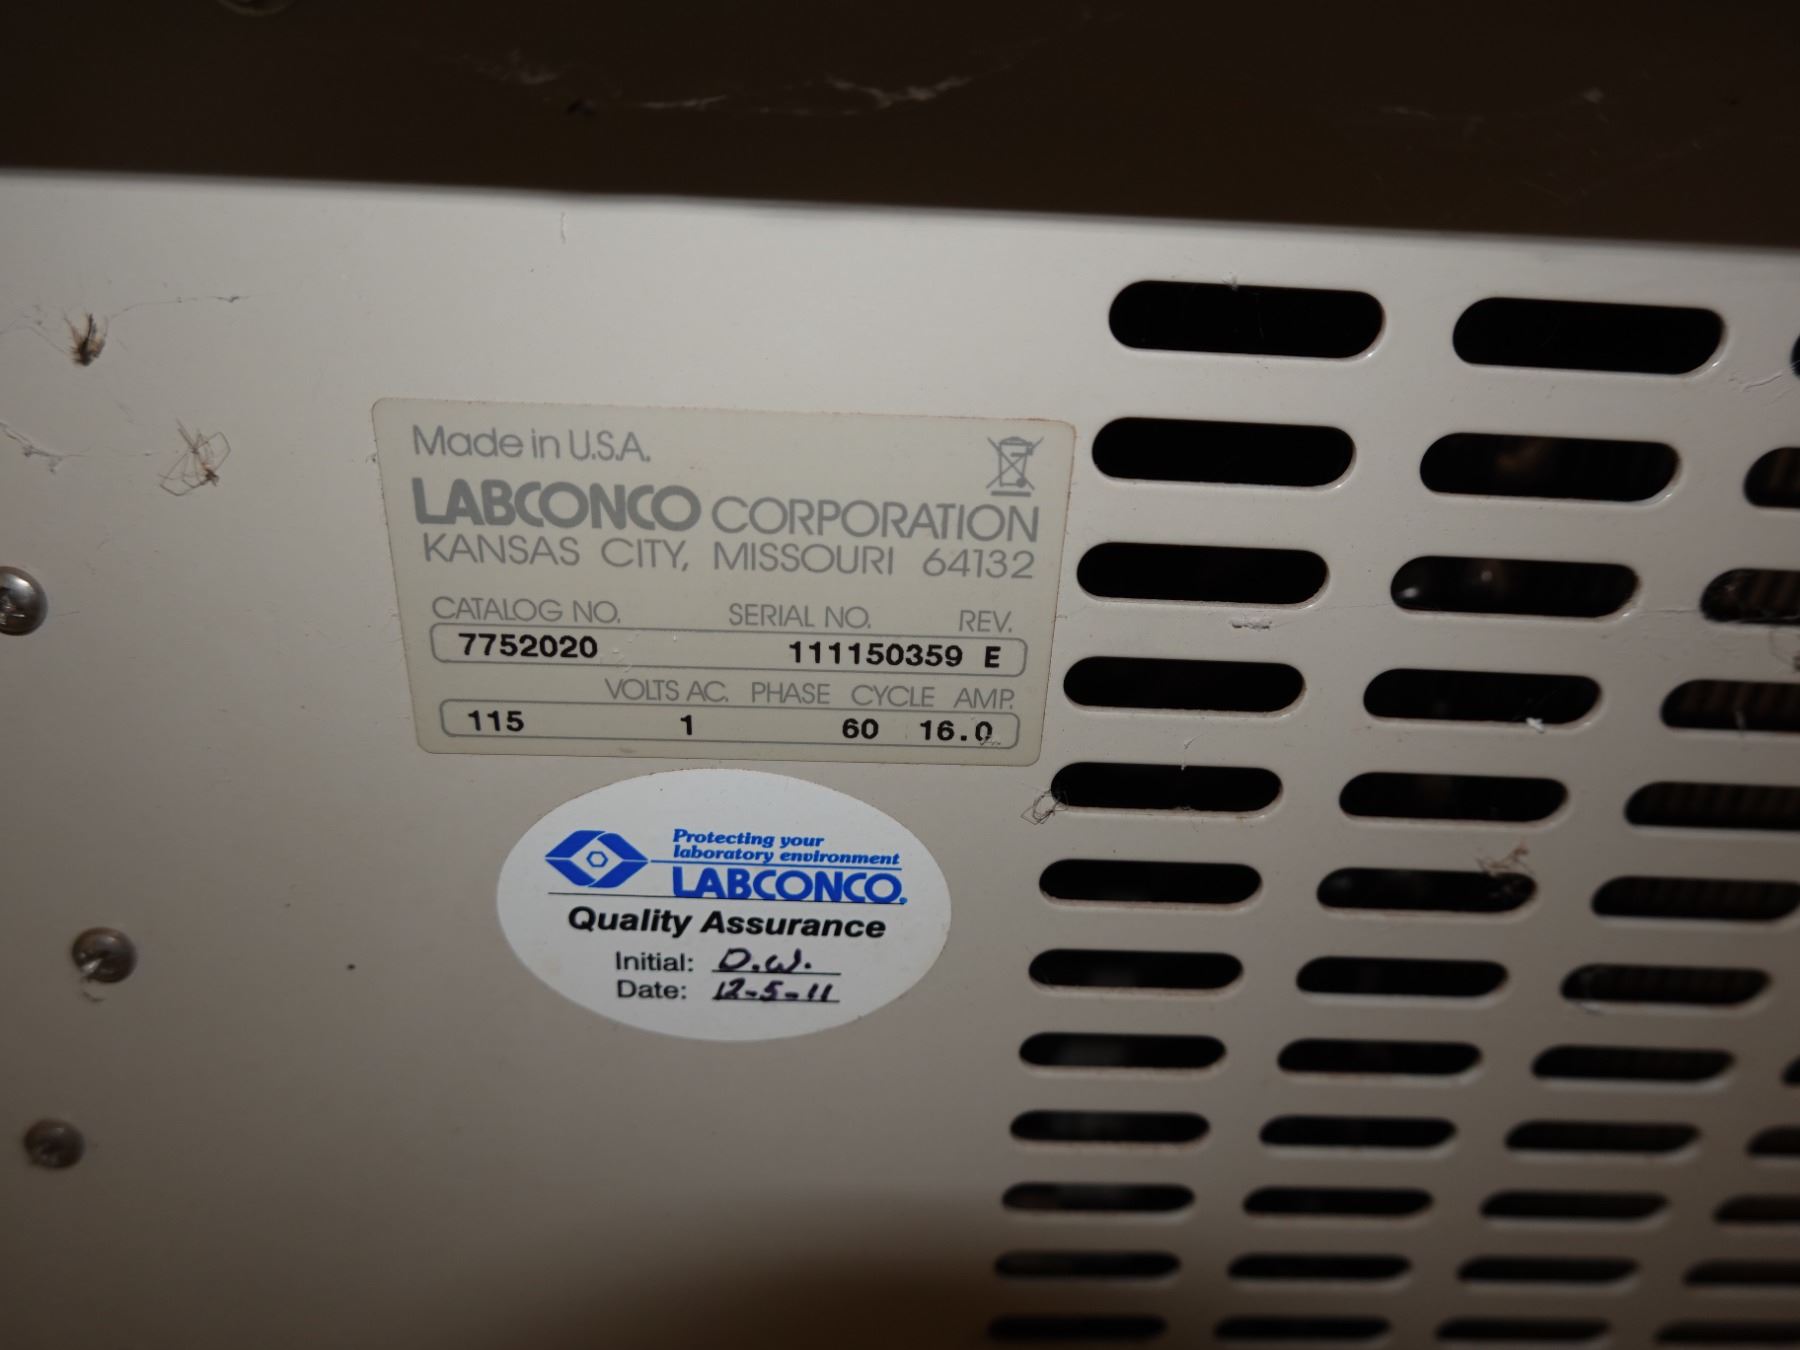 Made in U.S.A.
LABCONCO CORPORATION
KANSAS CITY, MISSOURI 64132
CATALOG NO. SERIAL NO. REV.
7752020 111150359 E
VOLTS AC. PHASE CYCLE AMP.
115 1 60 16.0
Protecting your
laboratory environment
LABCONCO.
Quality Assurance
Initial: D.W.
Date: 12-5-11